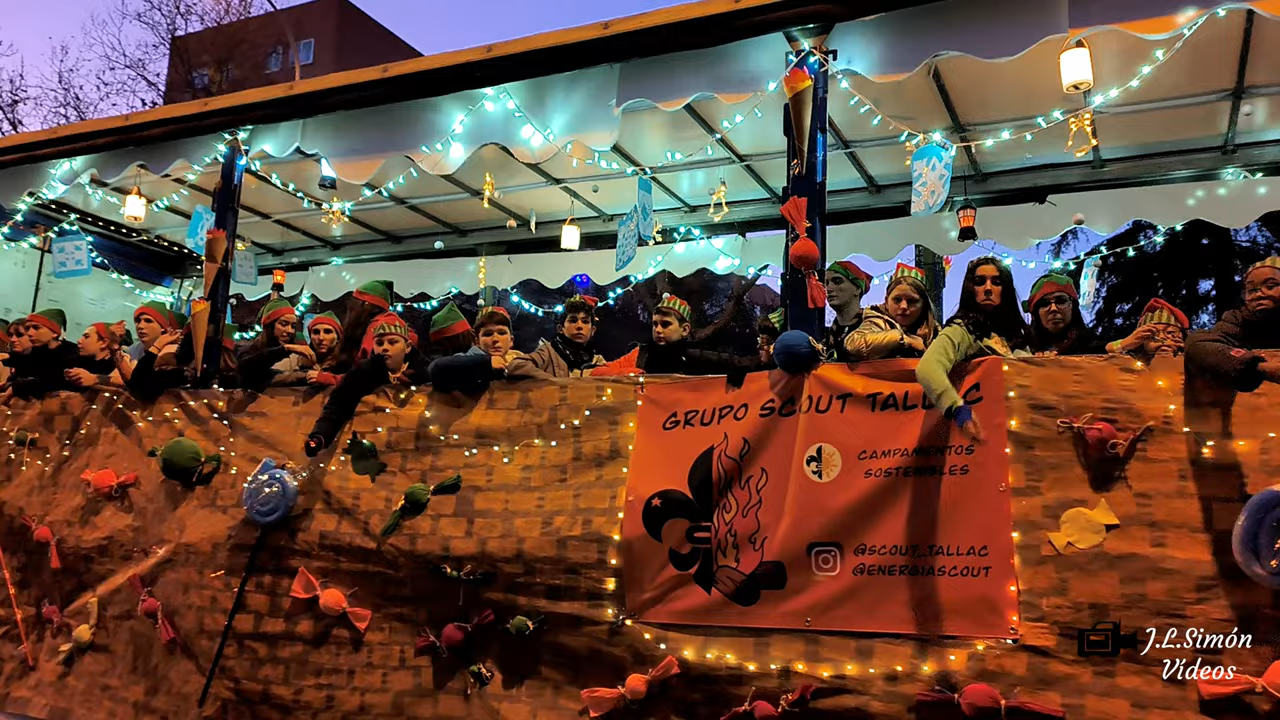 GRUPO SCOUT TALLAC
CAMPAMENTOS
SOSTENIBLES
@SCOUT_TALLAC
@ENERGIASCOUT
J.L.Simón
Vídeos